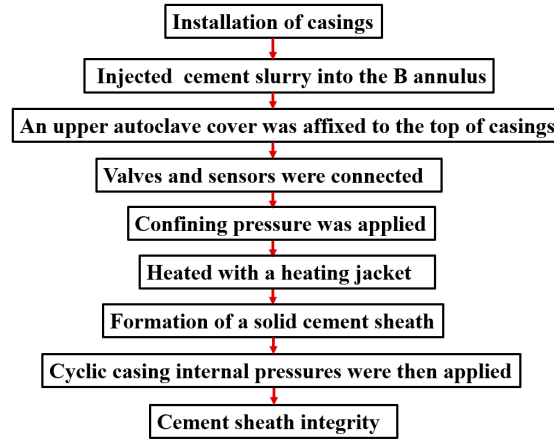 Installation of casings
Injected cement slurry into the B annulus
An upper autoclave cover was affixed to the top of casings
Valves and sensors were connected
Confining pressure was applied
Heated with a heating jacket
Formation of a solid cement sheath
Cyclic casing internal pressures were then applied
Cement sheath integrity